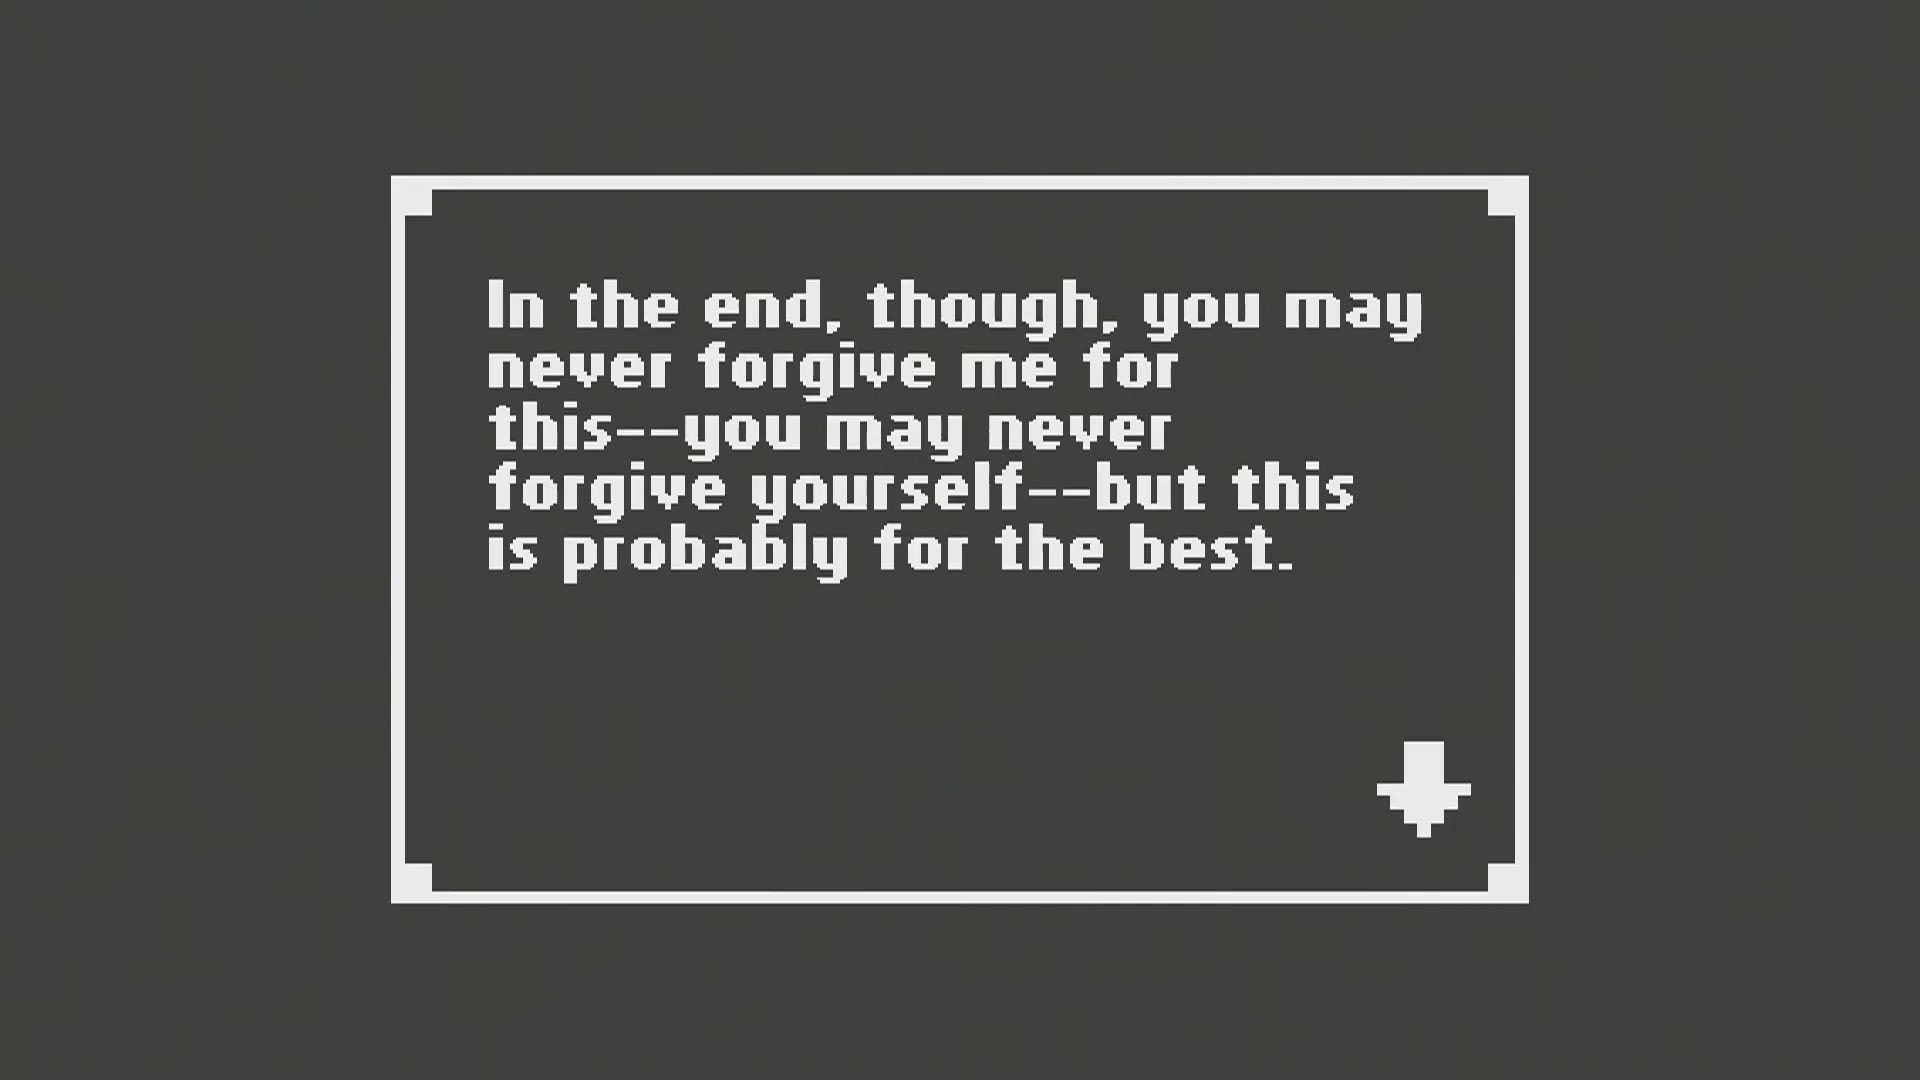 In the end, though, you may
never forgive me for
this--you may never
forgive yourself--but this
is probably for the best.